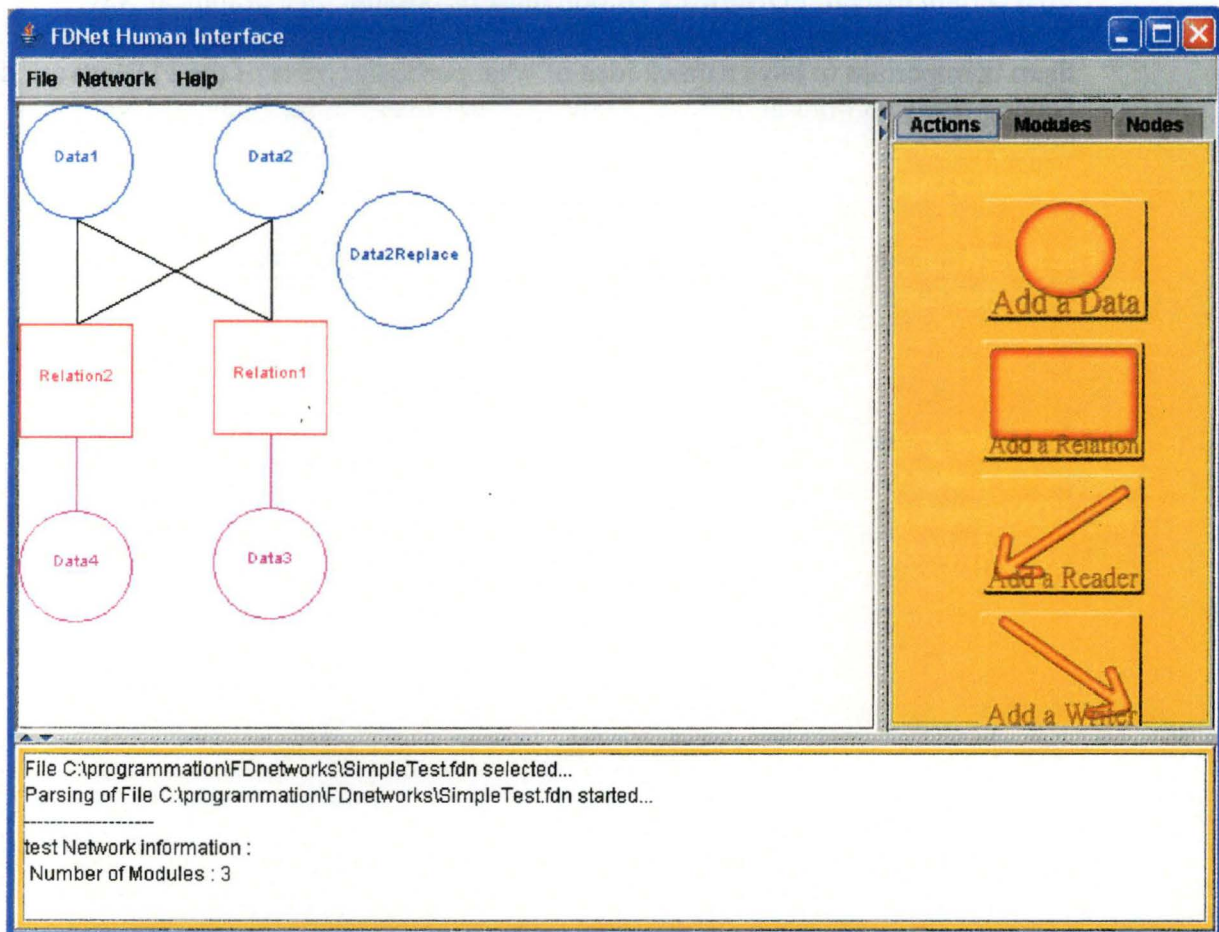 FDNet Human Interface
File Network Help
Actions Modules Nodes
Data1 Data2
Data2Replace
Relation2 Relation1
Data4 Data3
Add a Data
Add a Relation
Add a Reader
Add a Writer
File C:\programmation\FDnetworks\SimpleTest.fdn selected...
Parsing of File C:\programmation\FDnetworks\SimpleTest.fdn started...
--------------------
test Network information :
Number of Modules : 3